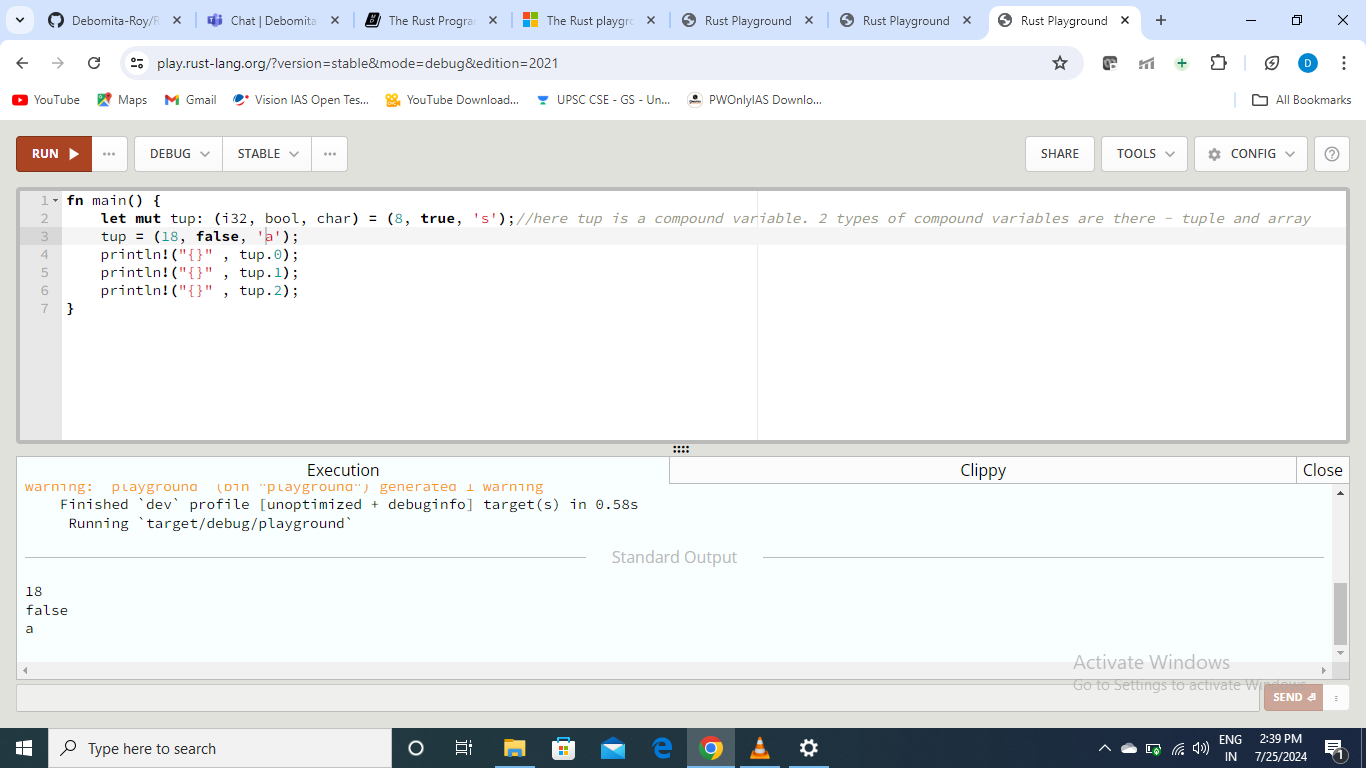 Debomita-Roy/R
Chat | Debomita
The Rust Progra
The Rust playgro
Rust Playground
Rust Playground
Rust Playground
play.rust-lang.org/?version=stable&mode=debug&edition=2021
D
YouTube
Maps
Gmail
Vision IAS Open Tes...
YouTube Download...
UPSC CSE - GS - Un...
PWOnlyIAS Downlo...
All Bookmarks
RUN
DEBUG
STABLE
SHARE
TOOLS
CONFIG
1 fn main() {
2     let mut tup: (i32, bool, char) = (8, true, 's');//here tup is a compound variable. 2 types of compound variables are there - tuple and array
3     tup = (18, false, 'a');
4     println!("{}" , tup.0);
5     println!("{}" , tup.1);
6     println!("{}" , tup.2);
7 }
Execution
Clippy
Close
warning: `playground` (bin "playground") generated 1 warning
    Finished `dev` profile [unoptimized + debuginfo] target(s) in 0.58s
     Running `target/debug/playground`
Standard Output
18
false
a
Activate Windows
Go to Settings to activate Windows.
SEND
Type here to search
ENG
IN
2:39 PM
7/25/2024
1